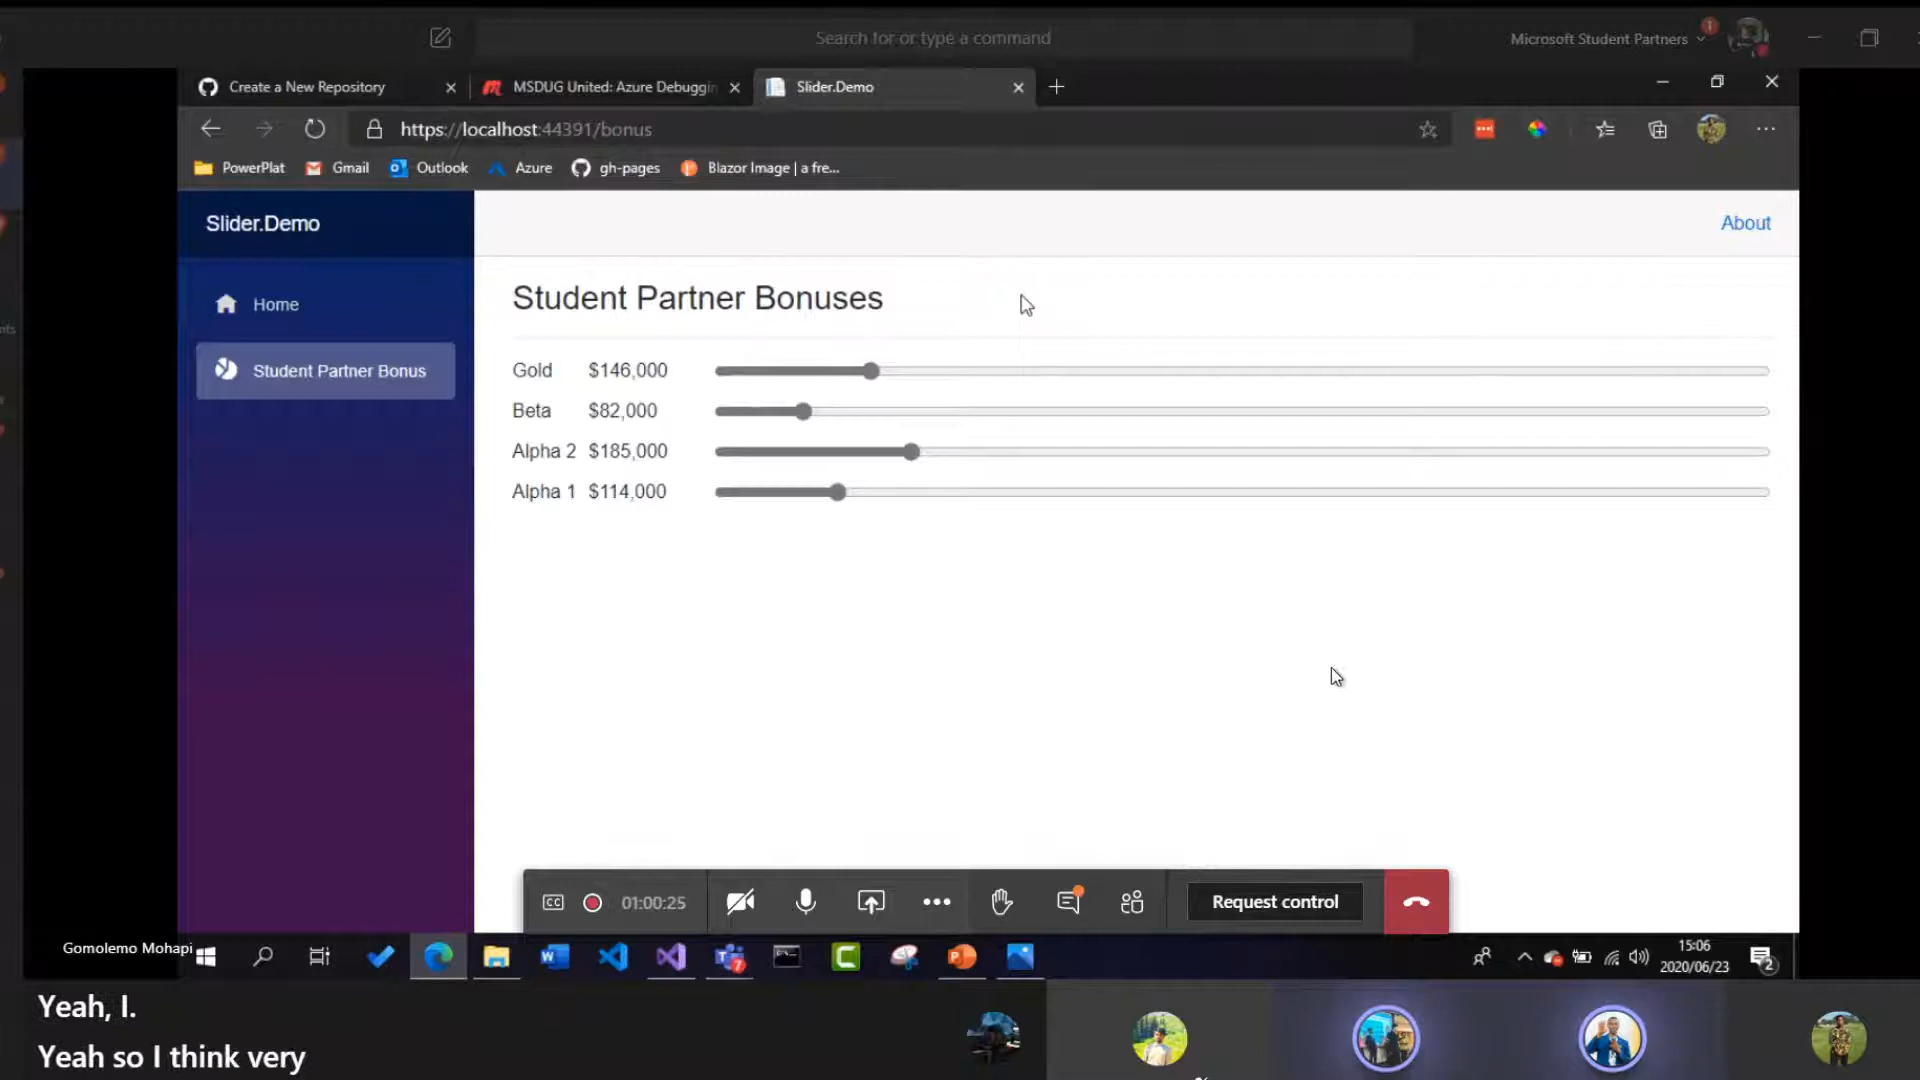 Search for or type a command
Microsoft Student Partners
Create a New Repository
MSDUG United: Azure Debuggin
Slider.Demo
https://localhost:44391/bonus
PowerPlat
Gmail
Outlook
Azure
gh-pages
Blazor Image | a fre...
Slider.Demo
About
Home
Student Partner Bonus
Student Partner Bonuses
Gold $146,000
Beta $82,000
Alpha 2 $185,000
Alpha 1 $114,000
CC
01:00:25
Request control
Gomolemo Mohapi
15:06
2020/06/23
2
Yeah, I.
Yeah so I think very